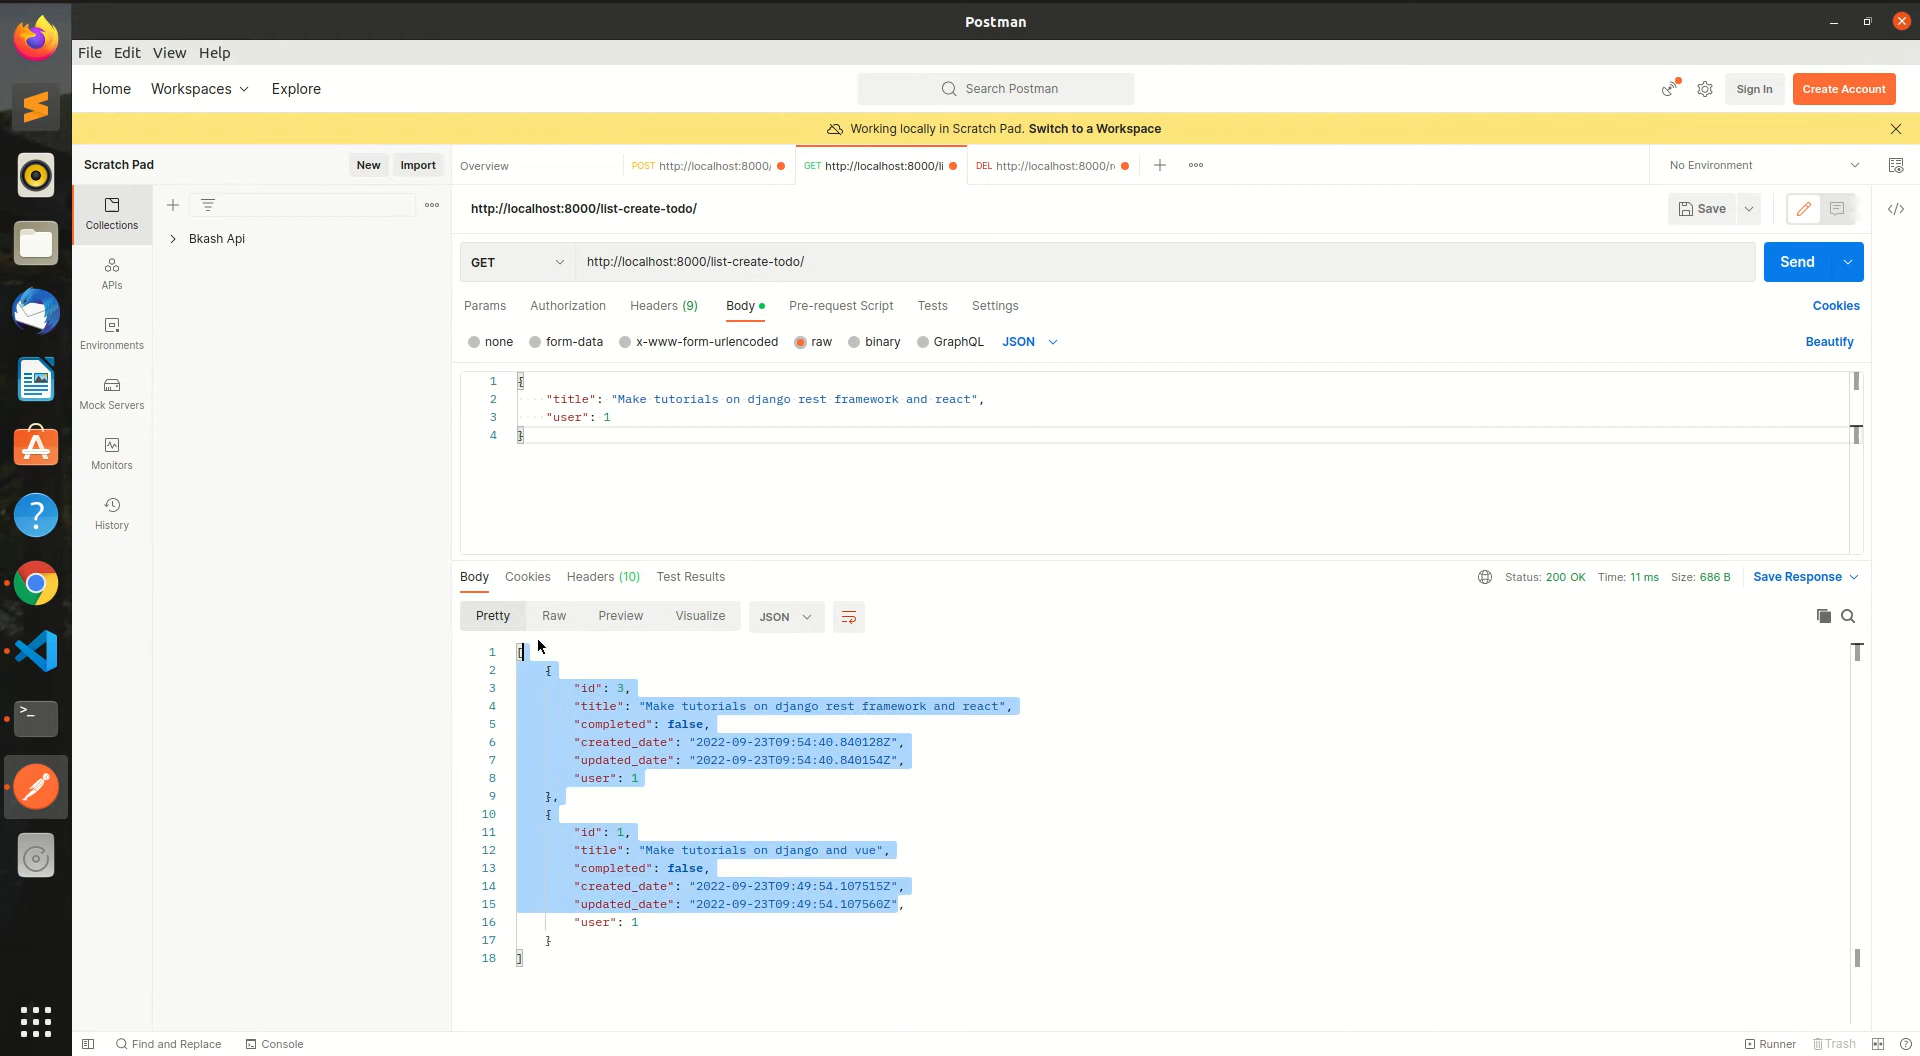 Postman
File Edit View Help
Home Workspaces Explore Search Postman Sign In Create Account
Working locally in Scratch Pad. Switch to a Workspace
Scratch Pad New Import Overview POST http://localhost:8000/ GET http://localhost:8000/li DEL http://localhost:8000/r No Environment
Collections
Bkash Api
APIs
Environments
Mock Servers
Monitors
History
http://localhost:8000/list-create-todo/ Save
GET http://localhost:8000/list-create-todo/ Send
Params Authorization Headers (9) Body Pre-request Script Tests Settings Cookies
none form-data x-www-form-urlencoded raw binary GraphQL JSON Beautify
1 {
2 "title": "Make tutorials on django rest framework and react",
3 "user": 1
4 }
Body Cookies Headers (10) Test Results Status: 200 OK Time: 11 ms Size: 686 B Save Response
Pretty Raw Preview Visualize JSON
1 [
2 {
3 "id": 3,
4 "title": "Make tutorials on django rest framework and react",
5 "completed": false,
6 "created_date": "2022-09-23T09:54:40.840128Z",
7 "updated_date": "2022-09-23T09:54:40.840154Z",
8 "user": 1
9 },
10 {
11 "id": 1,
12 "title": "Make tutorials on django and vue",
13 "completed": false,
14 "created_date": "2022-09-23T09:49:54.107515Z",
15 "updated_date": "2022-09-23T09:49:54.107560Z",
16 "user": 1
17 }
18 ]
Find and Replace Console Runner Trash